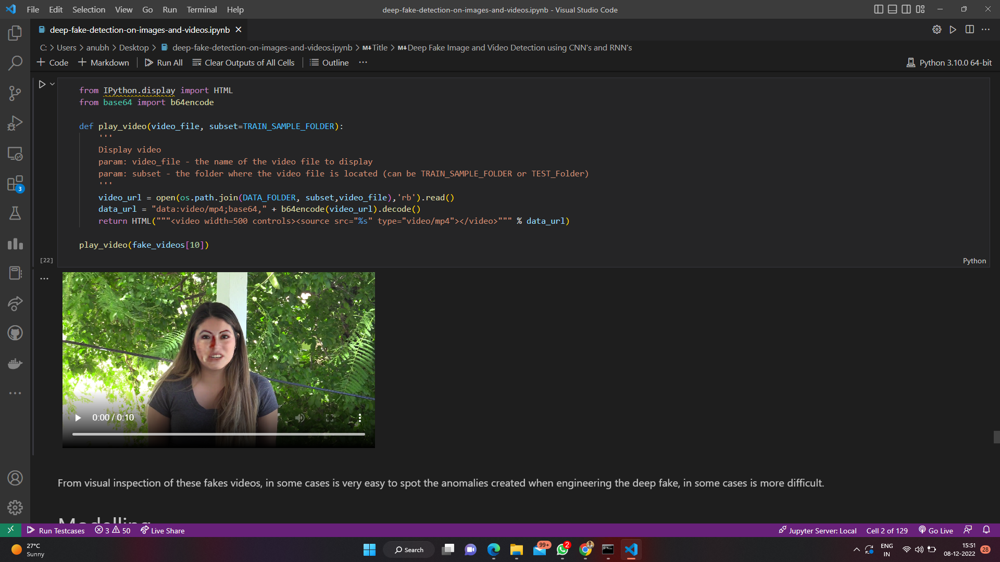 File Edit Selection View Go Run Terminal Help
deep-fake-detection-on-images-and-videos.ipynb - Visual Studio Code
deep-fake-detection-on-images-and-videos.ipynb
C: > Users > anubh > Desktop > deep-fake-detection-on-images-and-videos.ipynb > M↓Title > M↓Deep Fake Image and Video Detection using CNN's and RNN's
+ Code + Markdown Run All Clear Outputs of All Cells Outline ...
Python 3.10.0 64-bit
from IPython.display import HTML
from base64 import b64encode
def play_video(video_file, subset=TRAIN_SAMPLE_FOLDER):
'''
Display video
param: video_file - the name of the video file to display
param: subset - the folder where the video file is located (can be TRAIN_SAMPLE_FOLDER or TEST_Folder)
'''
video_url = open(os.path.join(DATA_FOLDER, subset,video_file),'rb').read()
data_url = "data:video/mp4;base64," + b64encode(video_url).decode()
return HTML("""<video width=500 controls><source src="%s" type="video/mp4"></video>""" % data_url)
play_video(fake_videos[10])
[22]
Python
3
0:00 / 0:10
From visual inspection of these fakes videos, in some cases is very easy to spot the anomalies created when engineering the deep fake, in some cases is more difficult.
Modelling
Run Testcases 3 50 Live Share
Jupyter Server: Local Cell 2 of 129 Go Live
27°C
Sunny
Search
99+
2
ENG
IN
15:51
08-12-2022
28